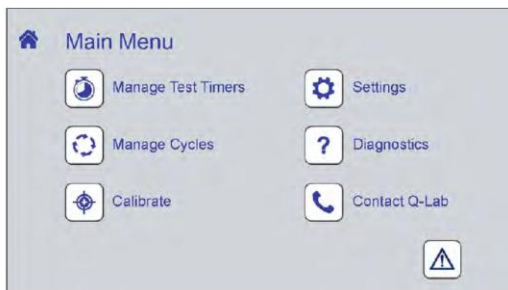 Main Menu
Manage Test Timers
Settings
Manage Cycles
? Diagnostics
Calibrate
Contact Q-Lab